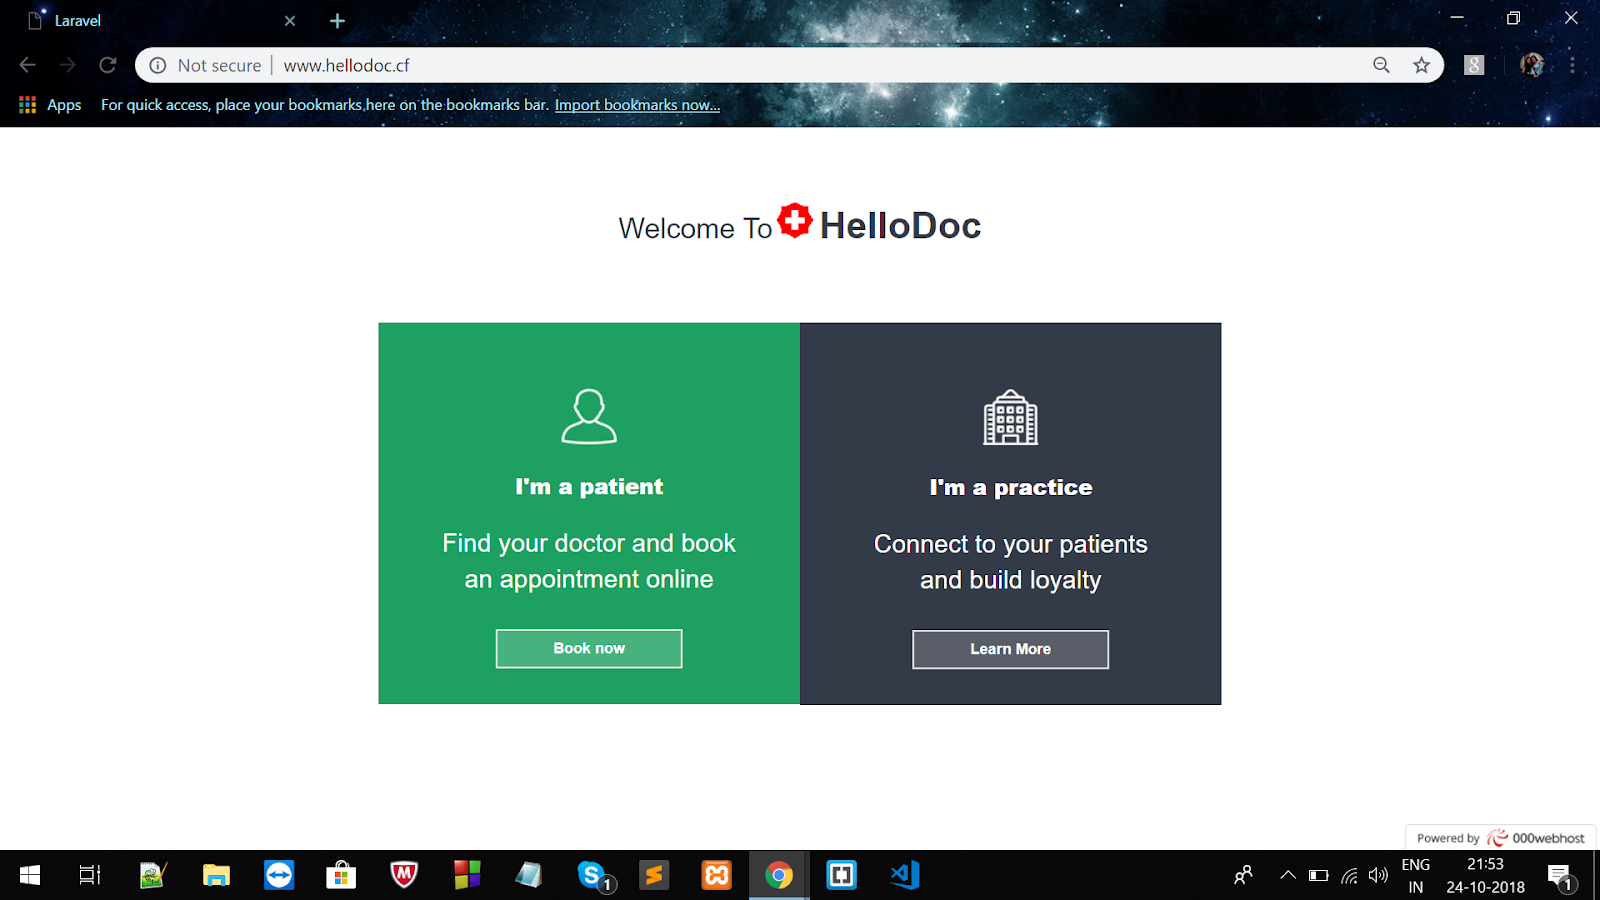 Laravel
Not secure www.hellodoc.cf
Apps For quick access, place your bookmarks here on the bookmarks bar. Import bookmarks now...
Welcome To HelloDoc
I'm a patient
Find your doctor and book
an appointment online
Book now
I'm a practice
Connect to your patients
and build loyalty
Learn More
Powered by 000webhost
ENG
IN
21:53
24-10-2018
1
1